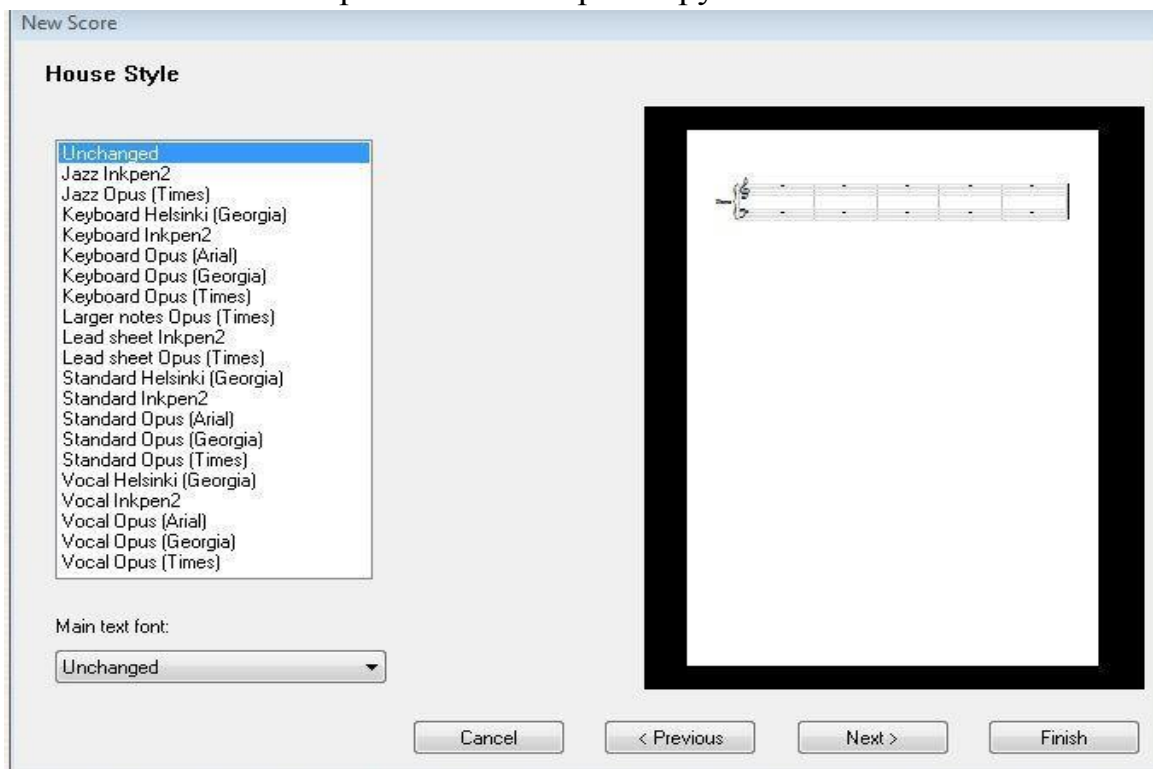 New Score
House Style
Unchanged
Jazz Inkpen2
Jazz Opus (Times)
Keyboard Helsinki (Georgia)
Keyboard Inkpen2
Keyboard Opus (Arial)
Keyboard Opus (Georgia)
Keyboard Opus (Times)
Larger notes Opus (Times)
Lead sheet Inkpen2
Lead sheet Opus (Times)
Standard Helsinki (Georgia)
Standard Inkpen2
Standard Opus (Arial)
Standard Opus (Georgia)
Standard Opus (Times)
Vocal Helsinki (Georgia)
Vocal Inkpen2
Vocal Opus (Arial)
Vocal Opus (Georgia)
Vocal Opus (Times)
Main text font:
Unchanged
Cancel
< Previous
Next >
Finish